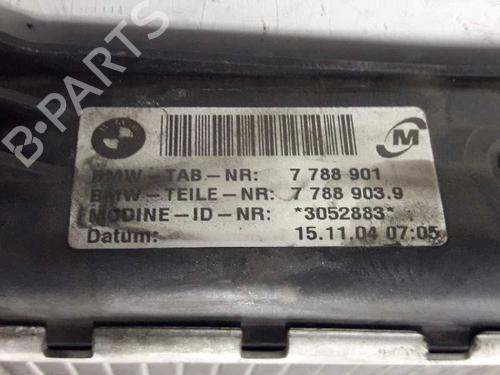 B-PARTS
BMW
M
BMW-TAB-NR: 7 788 901
BMW-TEILE-NR: 7 788 903.9
MODINE-ID-NR: *3052883*
Datum: 15.11.04 07:05